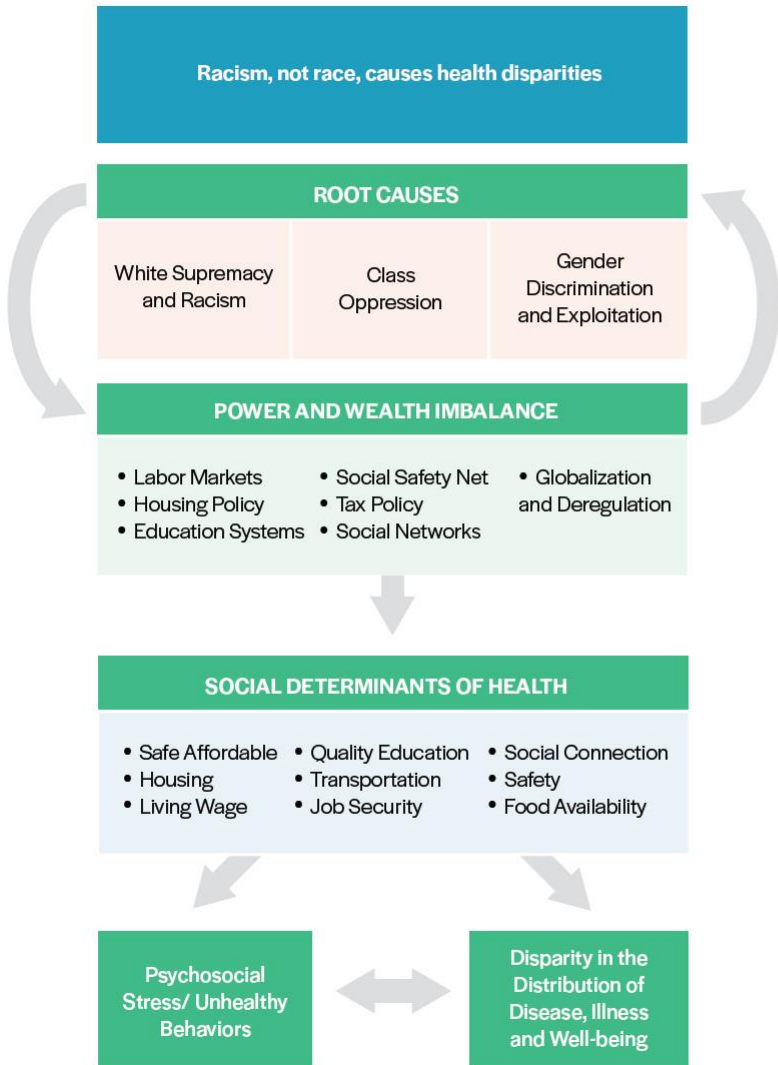 Racism, not race, causes health disparities
ROOT CAUSES
White Supremacy
and Racism
Class
Oppression
Gender
Discrimination
and Exploitation
POWER AND WEALTH IMBALANCE
• Labor Markets
• Housing Policy
• Education Systems
• Social Safety Net
• Tax Policy
• Social Networks
• Globalization
and Deregulation
SOCIAL DETERMINANTS OF HEALTH
• Safe Affordable
• Housing
• Living Wage
• Quality Education
• Transportation
• Job Security
• Social Connection
• Safety
• Food Availability
Psychosocial
Stress/ Unhealthy
Behaviors
Disparity in the
Distribution of
Disease, Illness
and Well-being